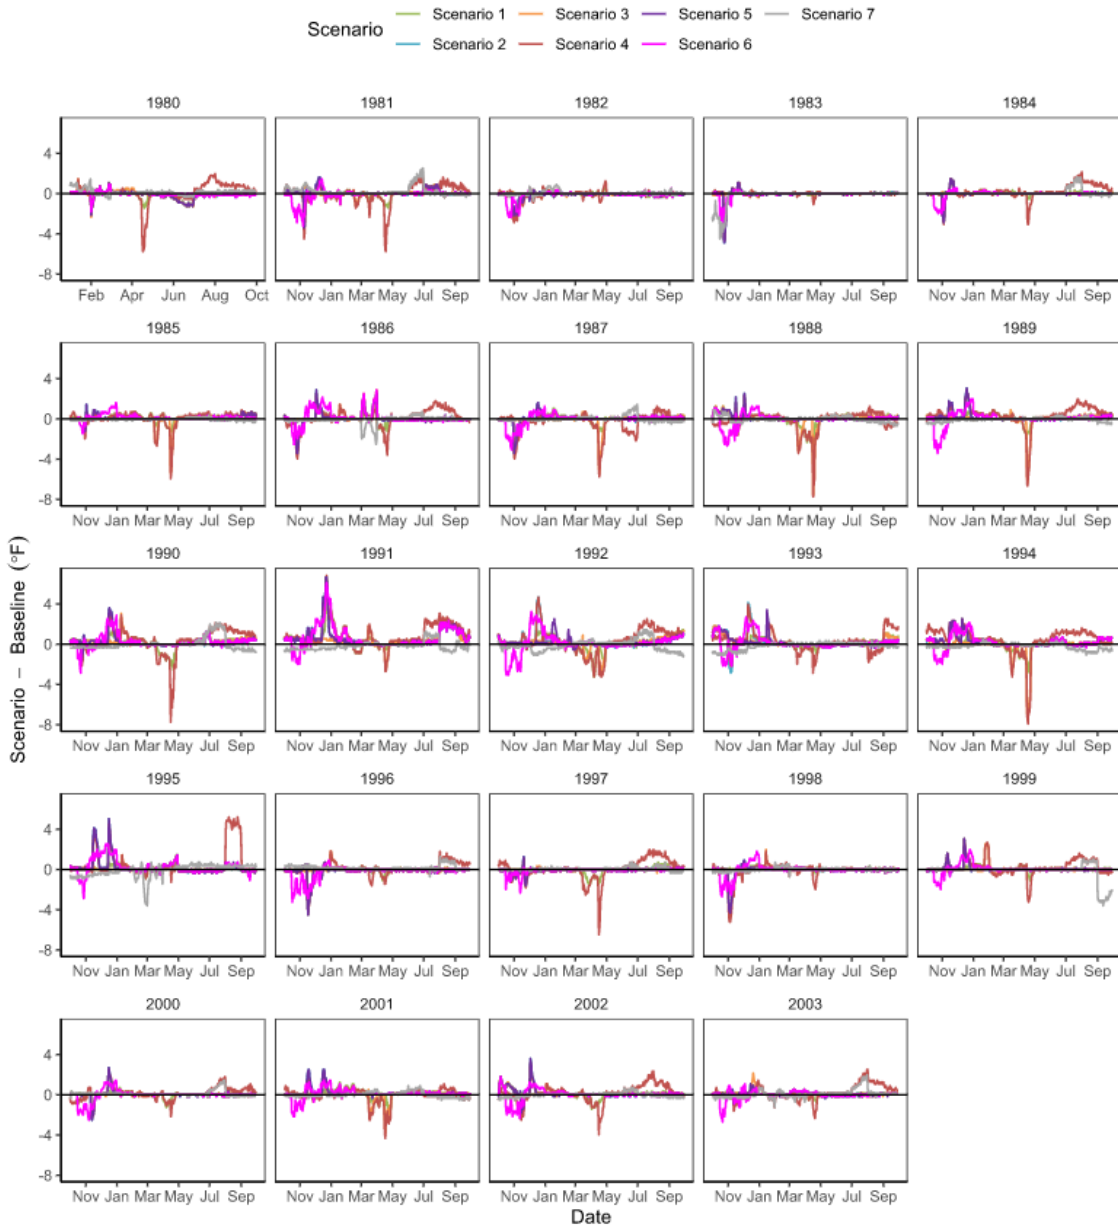 Scenario
Scenario 1 Scenario 3 Scenario 5 Scenario 7
Scenario 2 Scenario 4 Scenario 6
1980 1981 1982 1983 1984
4
0
-4
-8
Feb Apr Jun Aug Oct Nov Jan Mar May Jul Sep Nov Jan Mar May Jul Sep Nov Jan Mar May Jul Sep Nov Jan Mar May Jul Sep
1985 1986 1987 1988 1989
4
0
-4
-8
Nov Jan Mar May Jul Sep Nov Jan Mar May Jul Sep Nov Jan Mar May Jul Sep Nov Jan Mar May Jul Sep Nov Jan Mar May Jul Sep
Scenario – Baseline (°F)
1990 1991 1992 1993 1994
4
0
-4
-8
Nov Jan Mar May Jul Sep Nov Jan Mar May Jul Sep Nov Jan Mar May Jul Sep Nov Jan Mar May Jul Sep Nov Jan Mar May Jul Sep
1995 1996 1997 1998 1999
4
0
-4
-8
Nov Jan Mar May Jul Sep Nov Jan Mar May Jul Sep Nov Jan Mar May Jul Sep Nov Jan Mar May Jul Sep Nov Jan Mar May Jul Sep
2000 2001 2002 2003
4
0
-4
-8
Nov Jan Mar May Jul Sep Nov Jan Mar May Jul Sep Nov Jan Mar May Jul Sep Nov Jan Mar May Jul Sep
Date